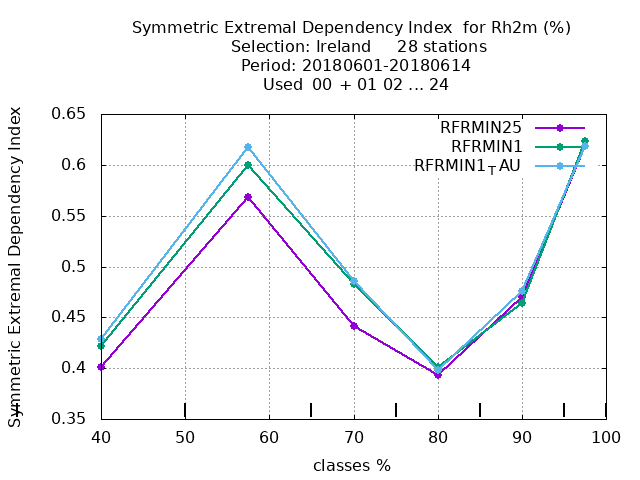 Symmetric Extremal Dependency Index for Rh2m (%)
Selection: Ireland 28 stations
Period: 20180601-20180614
Used 00 + 01 02 ... 24
Symmetric Extremal Dependency Index
0.65
0.6
0.55
0.5
0.45
0.4
0.35
RFRMIN25
RFRMIN1
RFRMIN1TAU
40 50 60 70 80 90 100
classes %